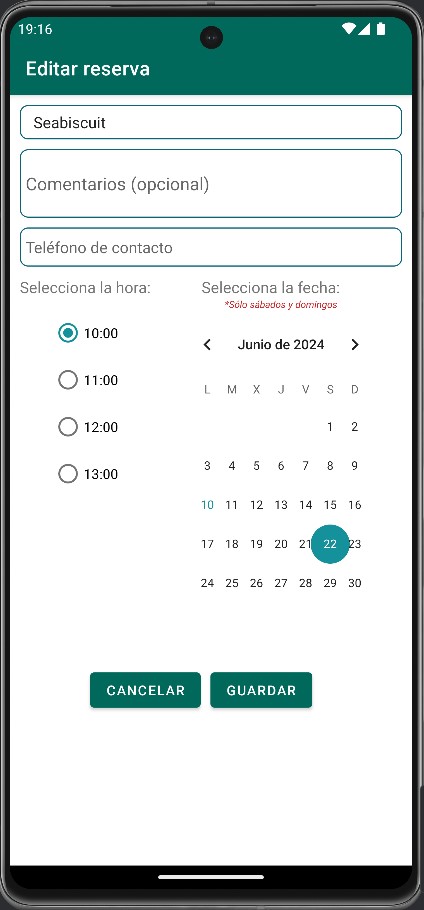 19:16
Editar reserva
Seabiscuit
Comentarios (opcional)
Teléfono de contacto
Selecciona la hora:
10:00
11:00
12:00
13:00
Selecciona la fecha:
*Sólo sábados y domingos
Junio de 2024
L M X J V S D
1 2
3 4 5 6 7 8 9
10 11 12 13 14 15 16
17 18 19 20 21 22 23
24 25 26 27 28 29 30
CANCELAR GUARDAR